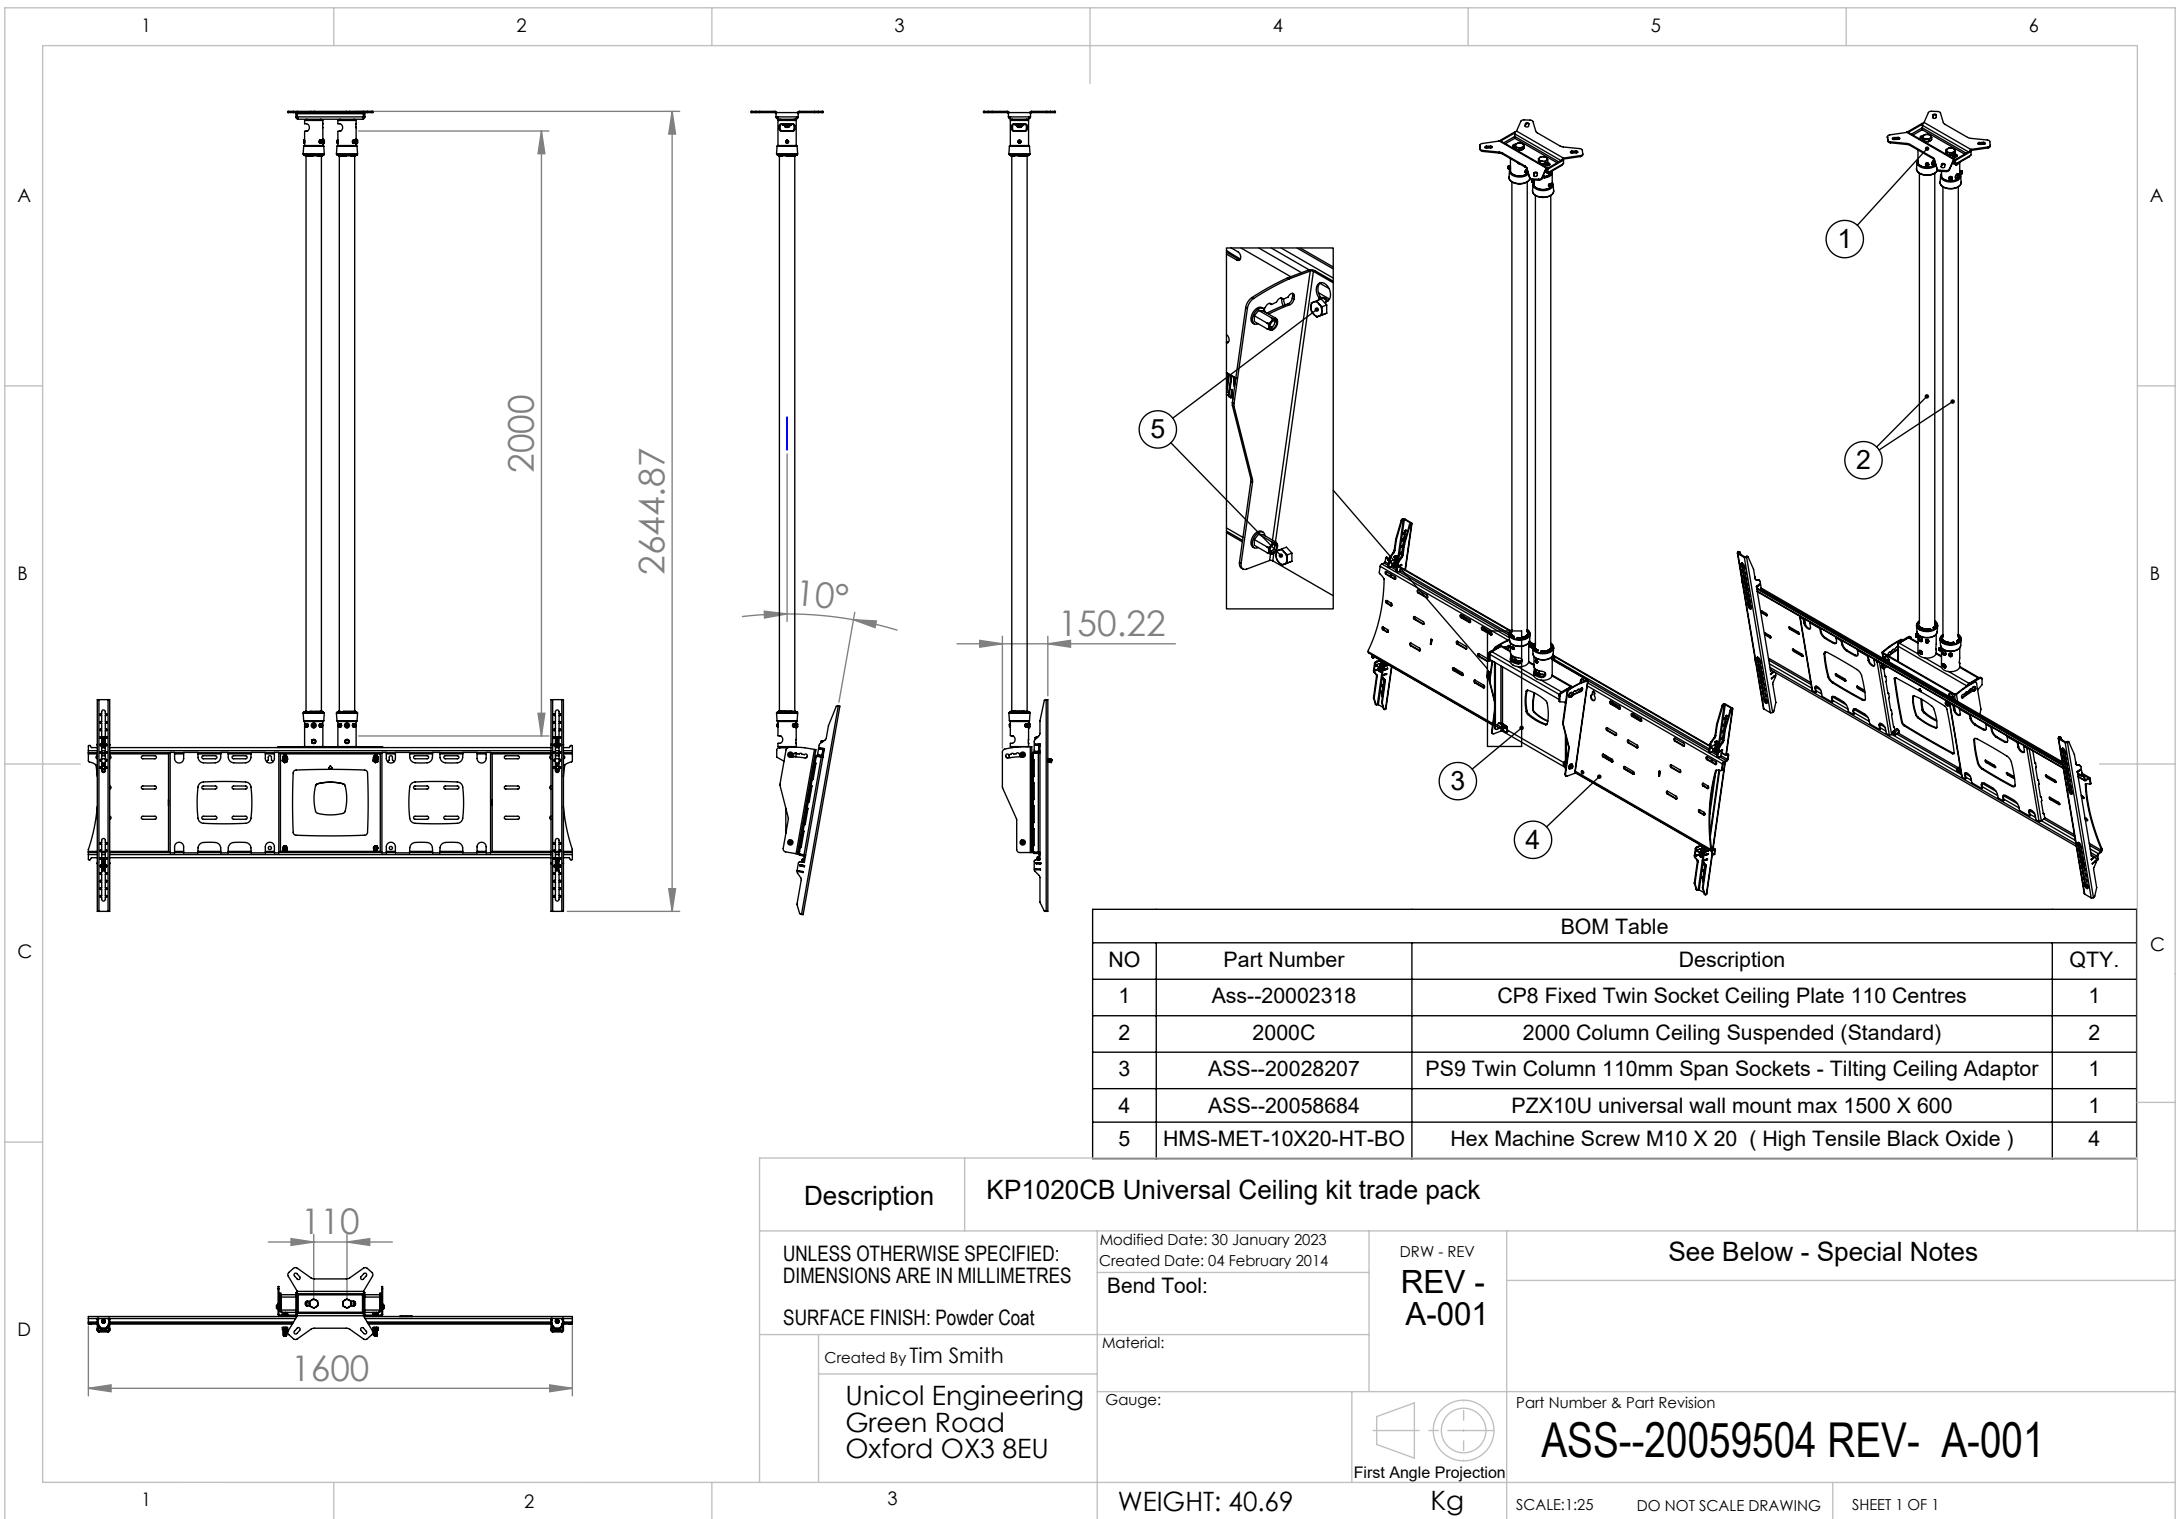 1 2 3 4 5 6
A A
B B
C C
D
2000
2644.87
10°
150.22
1
2
5
3
4
110
1600
BOM Table
NO Part Number Description QTY.
1 Ass--20002318 CP8 Fixed Twin Socket Ceiling Plate 110 Centres 1
2 2000C 2000 Column Ceiling Suspended (Standard) 2
3 ASS--20028207 PS9 Twin Column 110mm Span Sockets - Tilting Ceiling Adaptor 1
4 ASS--20058684 PZX10U universal wall mount max 1500 X 600 1
5 HMS-MET-10X20-HT-BO Hex Machine Screw M10 X 20 ( High Tensile Black Oxide ) 4
Description KP1020CB Universal Ceiling kit trade pack
UNLESS OTHERWISE SPECIFIED:
DIMENSIONS ARE IN MILLIMETRES
SURFACE FINISH: Powder Coat
Created By Tim Smith
Unicol Engineering
Green Road
Oxford OX3 8EU
Modified Date: 30 January 2023
Created Date: 04 February 2014
Bend Tool:
Material:
Gauge:
DRW - REV
REV -
A-001
First Angle Projection
See Below - Special Notes
Part Number & Part Revision
ASS--20059504 REV- A-001
WEIGHT: 40.69 Kg
SCALE:1:25 DO NOT SCALE DRAWING SHEET 1 OF 1
1 2 3